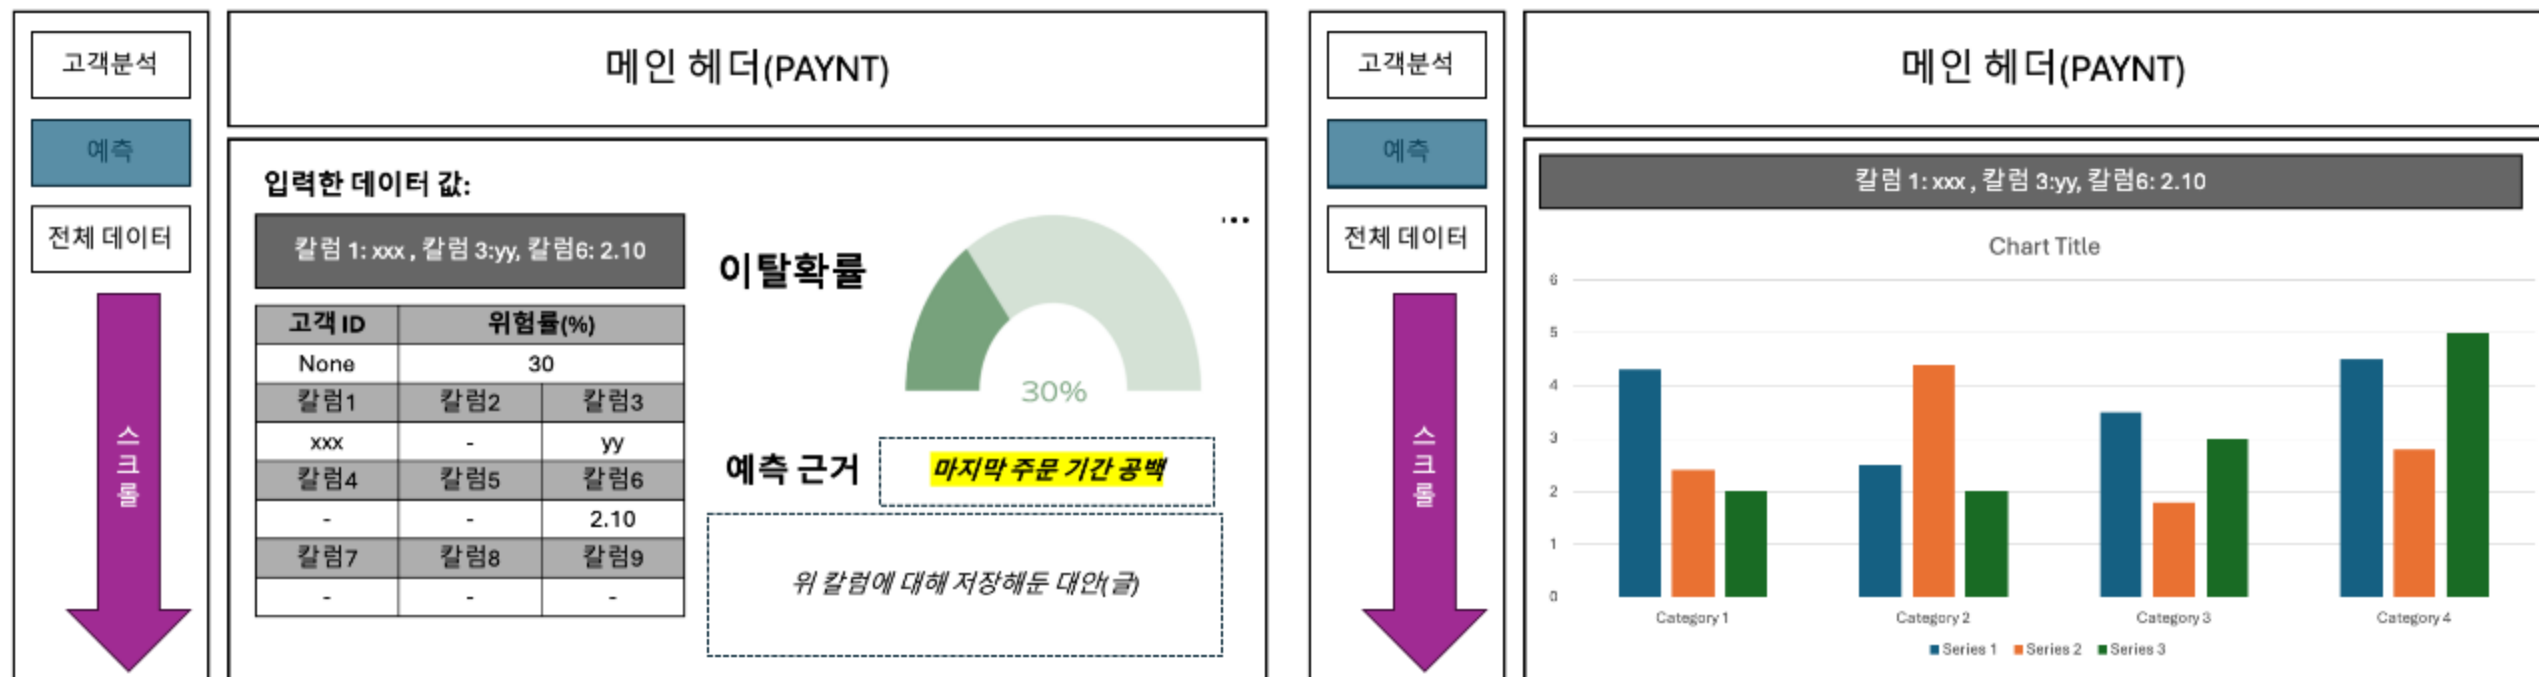 고객분석
예측
전체 데이터
스크롤
메인 헤더(PAYNT)
입력한 데이터 값:
칼럼 1: xxx , 칼럼 3:yy, 칼럼6: 2.10
고객 ID 위험률(%)
None 30
칼럼1 칼럼2 칼럼3
xxx - yy
칼럼4 칼럼5 칼럼6
- - 2.10
칼럼7 칼럼8 칼럼9
- - -
이탈확률
30%
예측 근거
마지막 주문 기간 공백
위 칼럼에 대해 저장해둔 대안(글)
고객분석
예측
전체 데이터
스크롤
메인 헤더(PAYNT)
칼럼 1: xxx , 칼럼 3:yy, 칼럼6: 2.10
Chart Title
6
5
4
3
2
1
0
Category 1 Category 2 Category 3 Category 4
Series 1 Series 2 Series 3